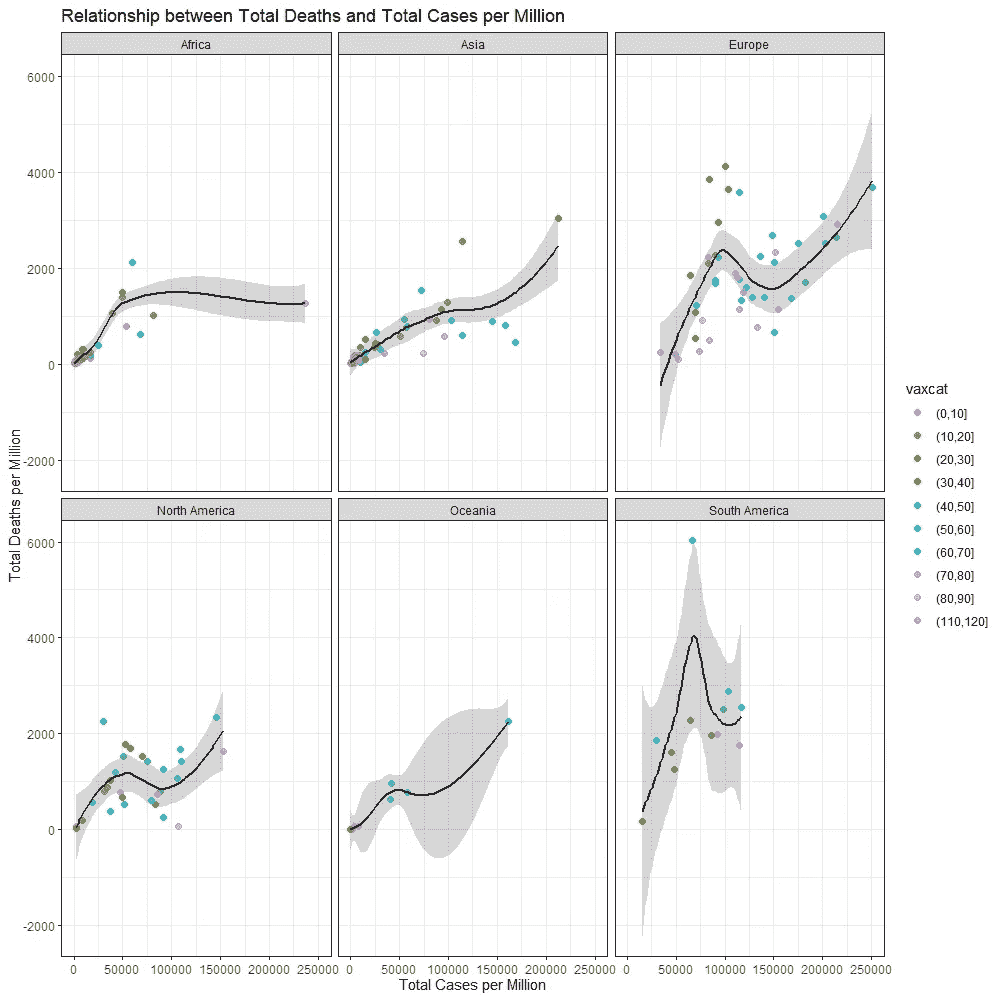 Relationship between Total Deaths and Total Cases per Million
Africa
Asia
Europe
6000
4000
2000
0
-2000
North America
Oceania
South America
6000
4000
2000
0
-2000
Total Deaths per Million
0 50000 100000 150000 200000 250000
0 50000 100000 150000 200000 250000
0 50000 100000 150000 200000 250000
Total Cases per Million
vaxcat
(0,10]
(10,20]
(20,30]
(30,40]
(40,50]
(50,60]
(60,70]
(70,80]
(80,90]
(110,120]